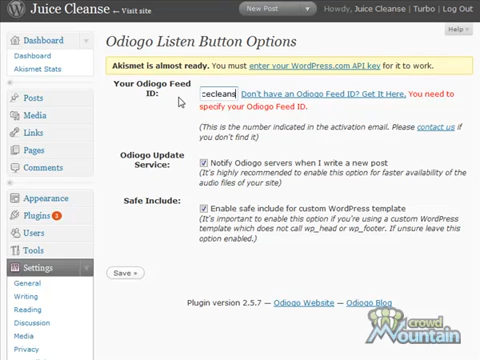 Juice Cleanse ← Visit site
New Post
Howdy, Juice Cleanse | Turbo | Log Out
Help
Dashboard
Dashboard
Akismet Stats
Posts
Media
Links
Pages
Comments
Appearance
Plugins 3
Users
Tools
Settings
General
Writing
Reading
Discussion
Media
Privacy
Odiogo Listen Button Options
Akismet is almost ready. You must enter your WordPress.com API key for it to work.
Your Odiogo Feed
ID:
cecleans
Don't have an Odiogo Feed ID? Get It Here. You need to
specify your Odiogo Feed ID.
(This is the number indicated in the activation email. Please contact us if
you don't find it)
Odiogo Update
Service:
Notify Odiogo servers when I write a new post
(It's highly recommended to enable this option for faster availability of the
audio files of your site)
Safe Include:
Enable safe include for custom WordPress template
(It's important to enable this option if you're using a custom WordPress
template which does not call wp_head or wp_footer. If unsure leave this
option enabled.)
Save »
Plugin version 2.5.7 - Odiogo Website — Odiogo Blog
crowd
Mountain